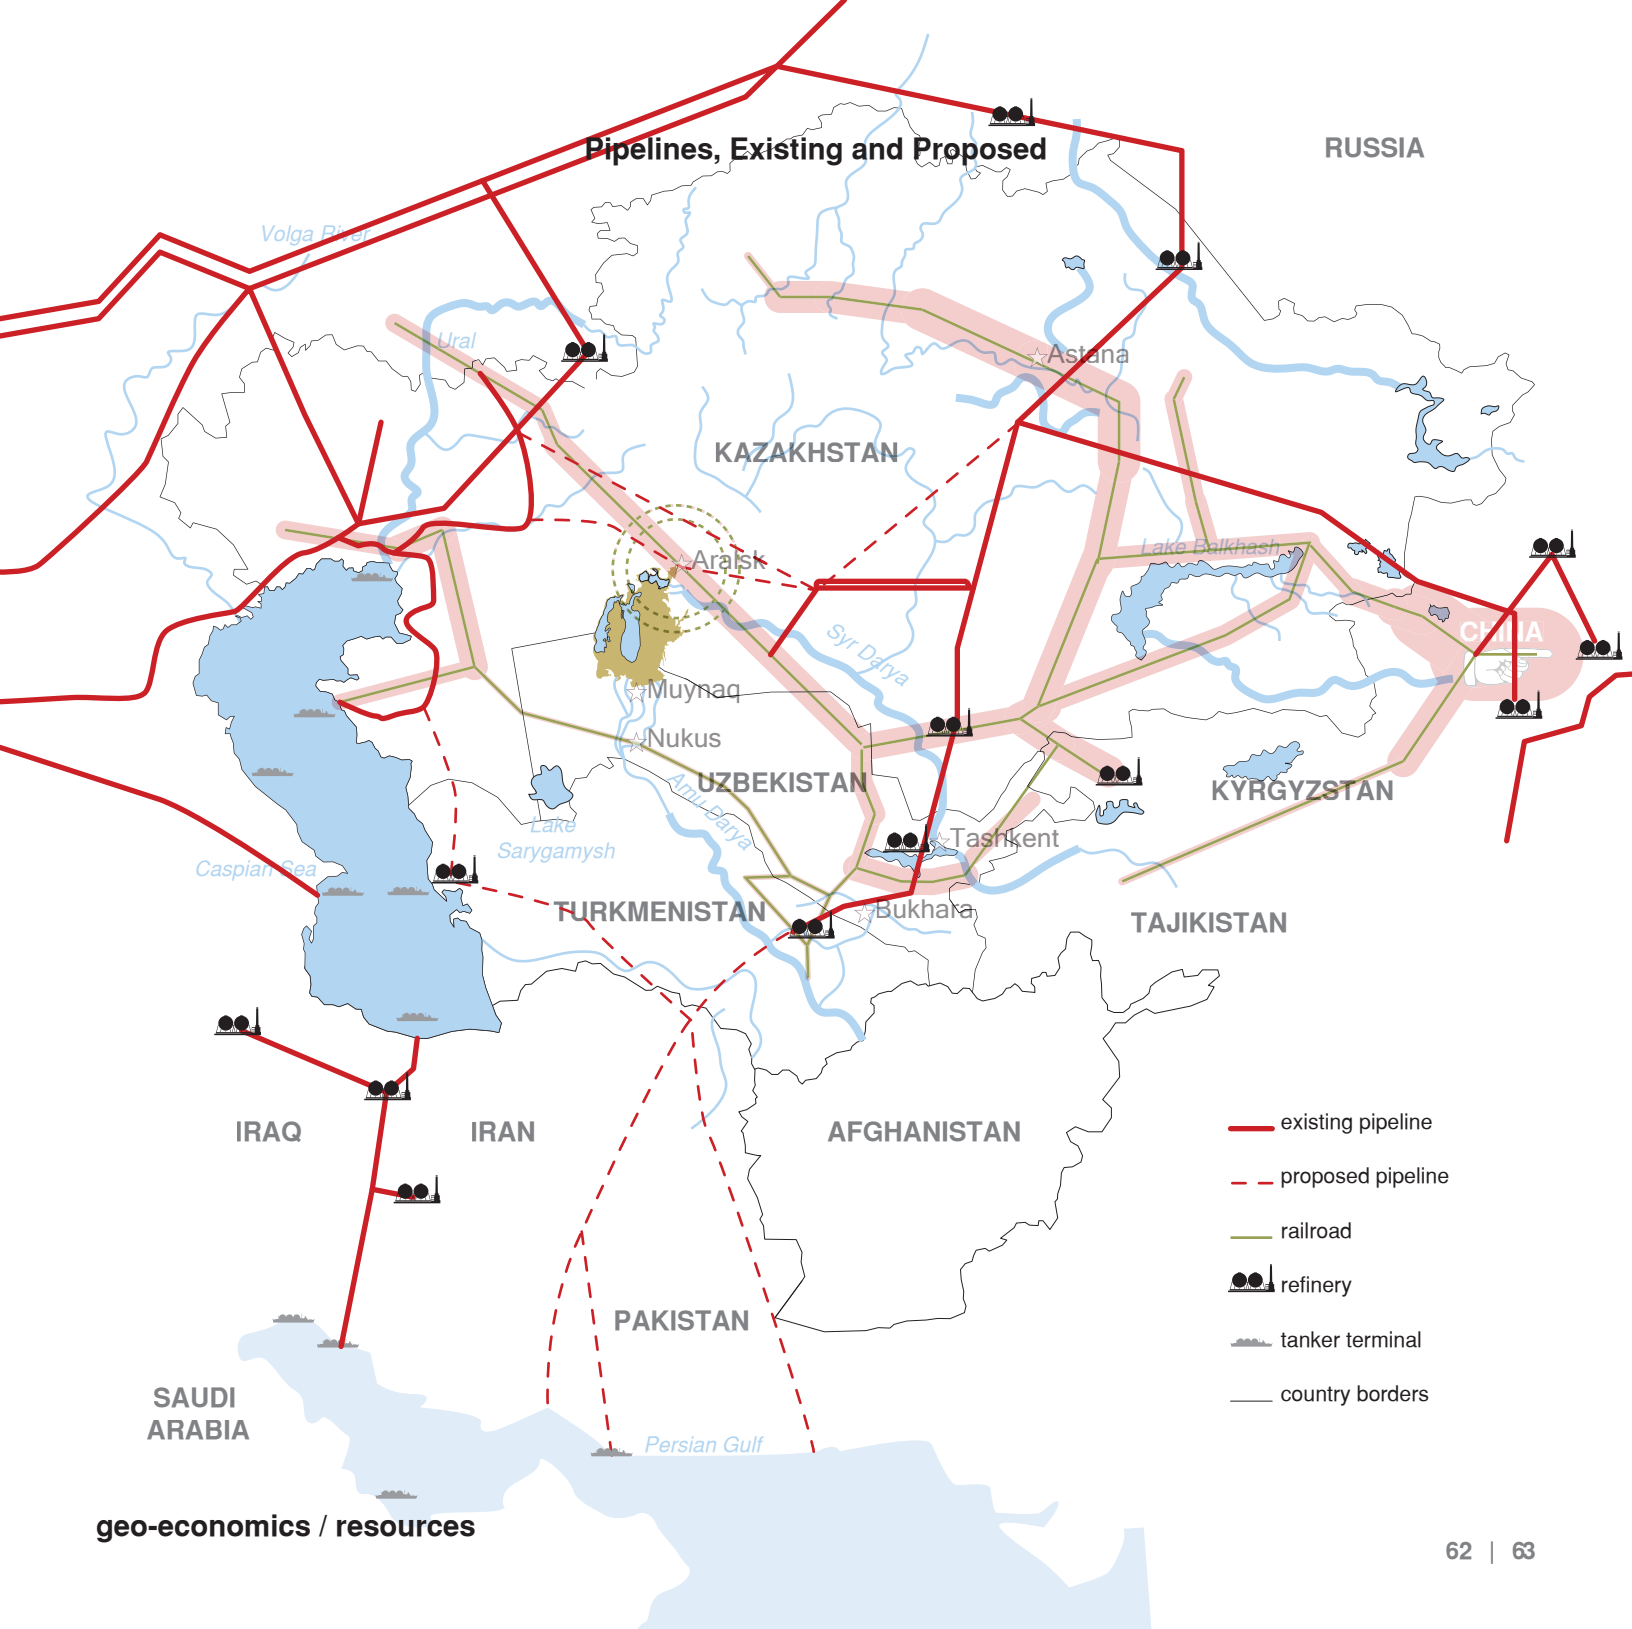 Pipelines, Existing and Proposed
RUSSIA
Volga River
Ural
Astana
KAZAKHSTAN
Aralsk
Lake Balkhash
CHINA
Syr Darya
Muynaq
Nukus
UZBEKISTAN
KYRGYZSTAN
Amu Darya
Lake
Sarygamysh
Tashkent
Caspian Sea
TURKMENISTAN
Bukhara
TAJIKISTAN
IRAQ
IRAN
AFGHANISTAN
existing pipeline
proposed pipeline
railroad
refinery
tanker terminal
country borders
PAKISTAN
SAUDI
ARABIA
Persian Gulf
geo-economics / resources
62 | 63